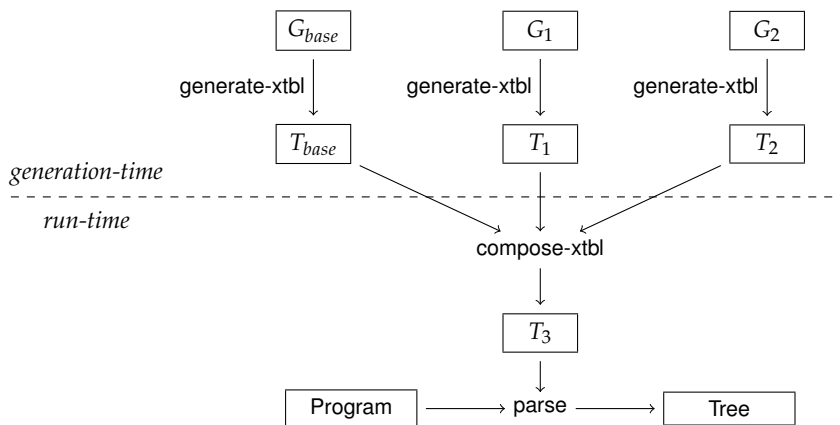 G_base G_1 G_2
generate-xtbl generate-xtbl generate-xtbl
T_base T_1 T_2
generation-time
run-time
compose-xtbl
T_3
Program parse Tree